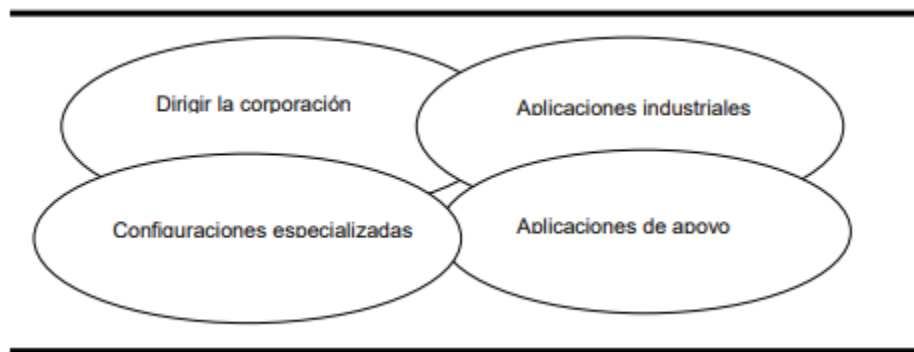 Dirigir la corporación
Aplicaciones industriales
Configuraciones especializadas
Aplicaciones de apoyo